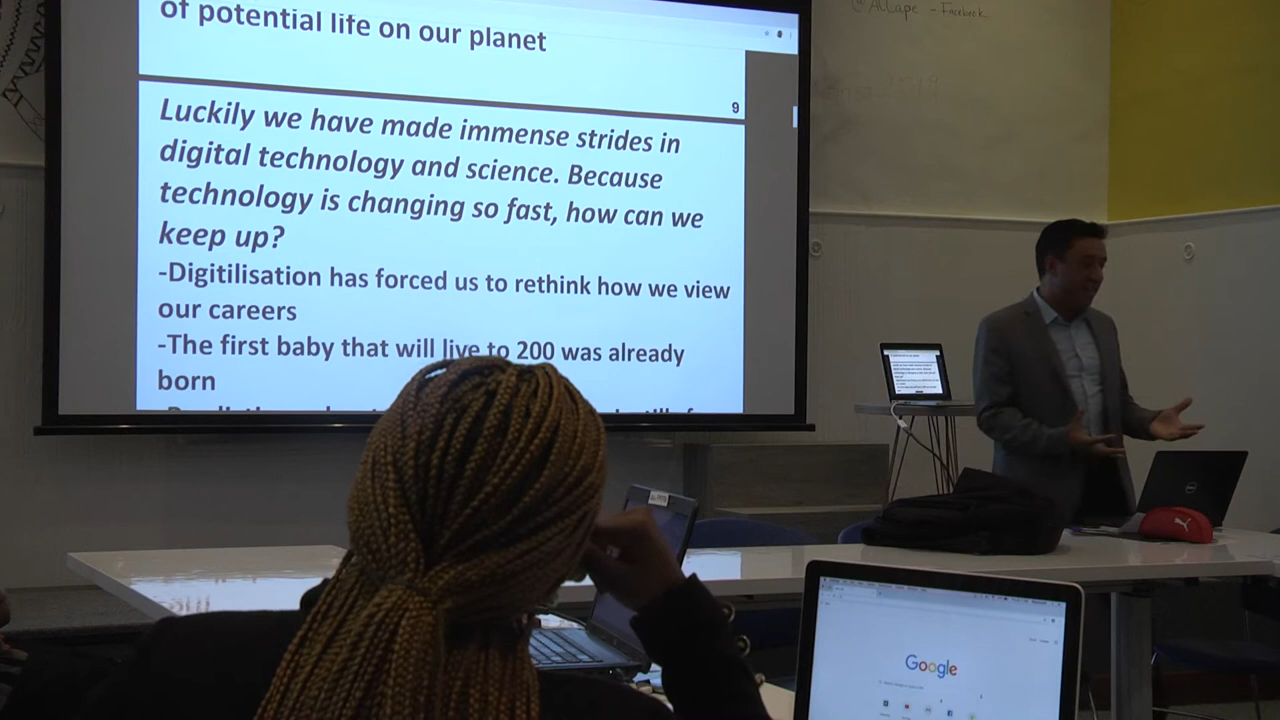 @ AlCape - Facebook
of potential life on our planet
9
Luckily we have made immense strides in
digital technology and science. Because
technology is changing so fast, how can we
keep up?
-Digitilisation has forced us to rethink how we view
our careers
-The first baby that will live to 200 was already
born
Google